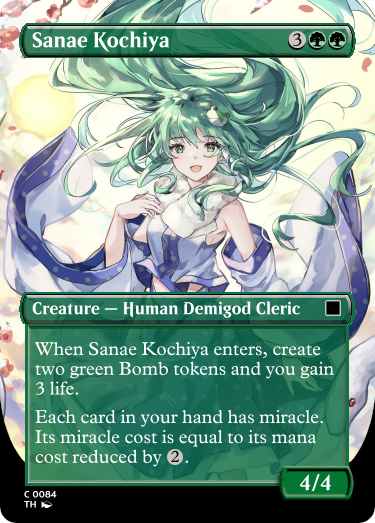 Sanae Kochiya 3
Creature — Human Demigod Cleric
When Sanae Kochiya enters, create
two green Bomb tokens and you gain
3 life.
Each card in your hand has miracle.
Its miracle cost is equal to its mana
cost reduced by 2.
4/4
C 0084
TH